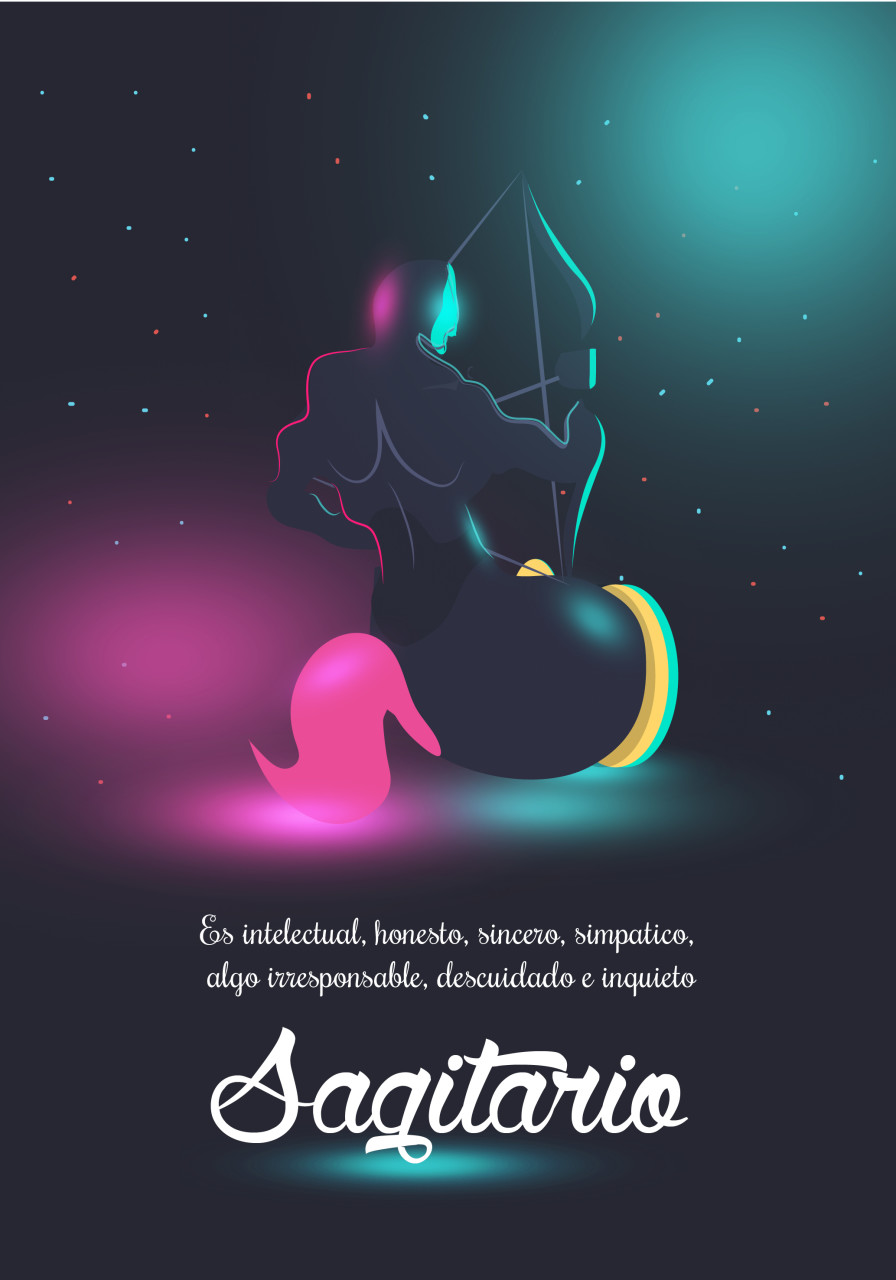 Es intelectual, honesto, sincero, simpatico,
algo irresponsable, descuidado e inquieto
Sagitario